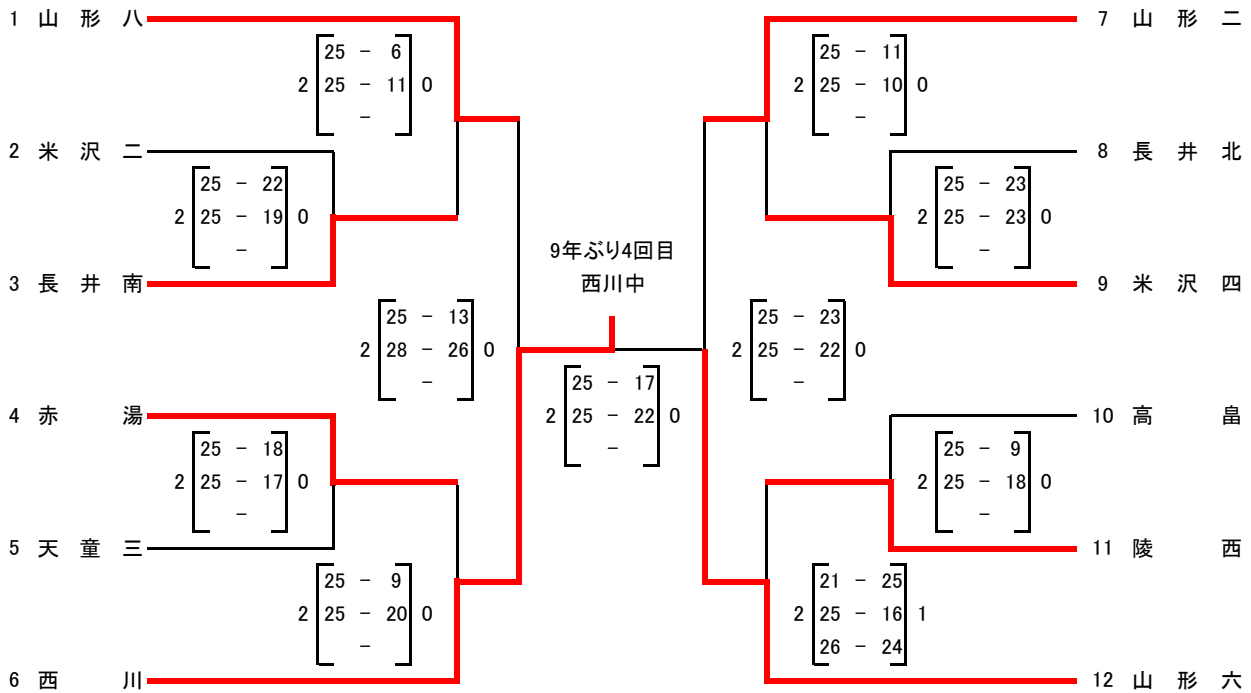 1 山 形 八
25 - 6
2 25 - 11 0
-
2 米 沢 二
25 - 22
2 25 - 19 0
-
3 長 井 南
25 - 13
2 28 - 26 0
-
4 赤 湯
25 - 18
2 25 - 17 0
-
5 天 童 三
25 - 9
2 25 - 20 0
-
6 西 川
9年ぶり4回目
西川中
25 - 17
2 25 - 22 0
-
7 山 形 二
25 - 11
2 25 - 10 0
-
8 長 井 北
25 - 23
2 25 - 23 0
-
9 米 沢 四
25 - 23
2 25 - 22 0
-
10 高 畠
25 - 9
2 25 - 18 0
-
11 陵 西
21 - 25
2 25 - 16 1
26 - 24
12 山 形 六